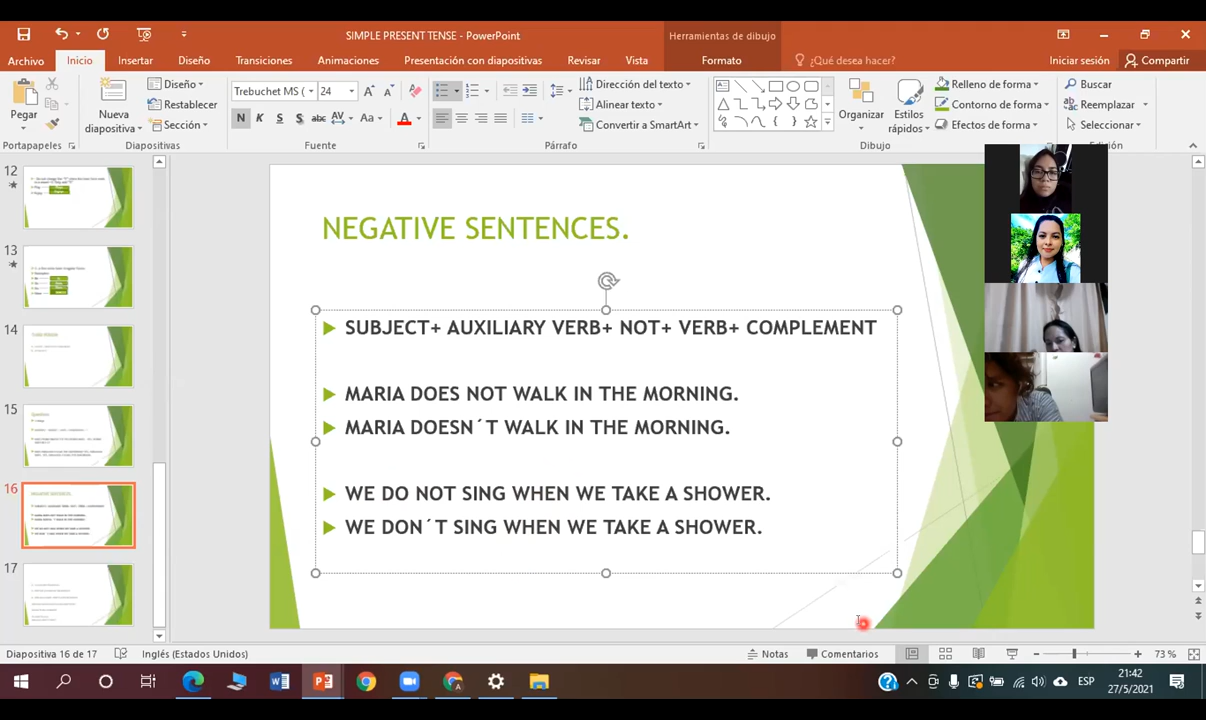 SIMPLE PRESENT TENSE - PowerPoint
Herramientas de dibujo
Archivo Inicio Insertar Diseño Transiciones Animaciones Presentación con diapositivas Revisar Vista Formato ¿Qué desea hacer? Iniciar sesión Compartir
Pegar
Nueva diapositiva
Diseño
Restablecer
Sección
Trebuchet MS ( 24
N K S S abc AV Aa A
Dirección del texto
Alinear texto
Convertir a SmartArt
Organizar
Estilos rápidos
Relleno de forma
Contorno de forma
Efectos de forma
Buscar
Reemplazar
Seleccionar
Portapapeles Diapositivas Fuente Párrafo Dibujo Edición
12
13
14
15
16
17
NEGATIVE SENTENCES.
SUBJECT+ AUXILIARY VERB+ NOT+ VERB+ COMPLEMENT
MARIA DOES NOT WALK IN THE MORNING.
MARIA DOESN´T WALK IN THE MORNING.
WE DO NOT SING WHEN WE TAKE A SHOWER.
WE DON´T SING WHEN WE TAKE A SHOWER.
Diapositiva 16 de 17 Inglés (Estados Unidos) Notas Comentarios 73 %
ESP
21:42
27/5/2021